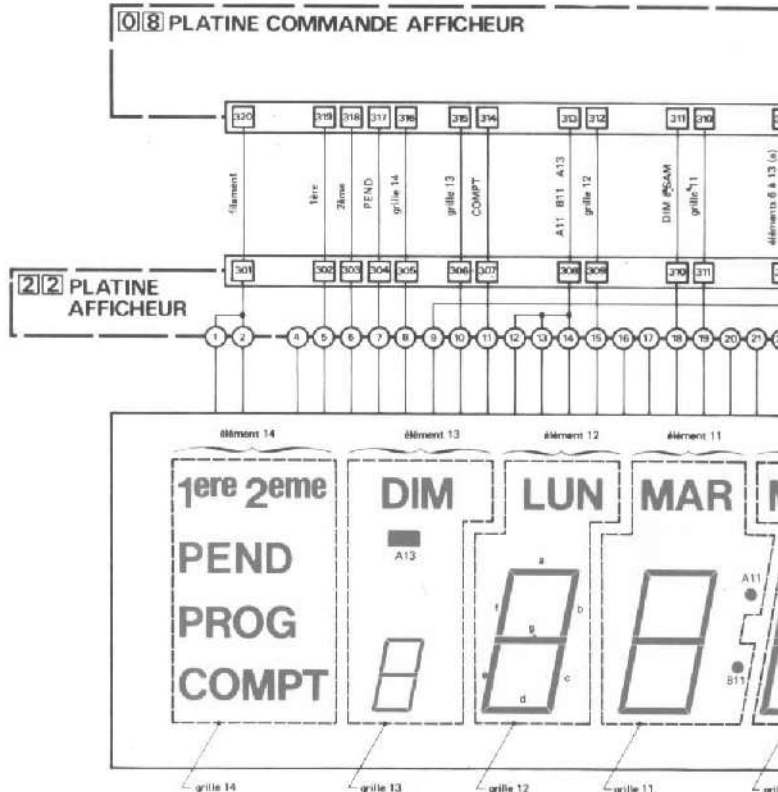 08 PLATINE COMMANDE AFFICHEUR
320 319 318 317 316 315 314 313 312 311 310
filament
1ère
2ème
PEND
grille 14
grille 13
COMPT
A11 B11 A13
grille 12
DIM à SAM
grille 11
éléments 6 à 13 (a)
301 302 303 304 305 306 307 308 309 310 311
22 PLATINE
AFFICHEUR
1 2 4 5 6 7 8 9 10 11 12 13 14 15 16 17 18 19 20 21
élément 14 élément 13 élément 12 élément 11
1ere 2eme DIM LUN MAR
A13
PEND
a
A11
f b
PROG
g
e c
B11
COMPT
d
grille 14 grille 13 grille 12 grille 11